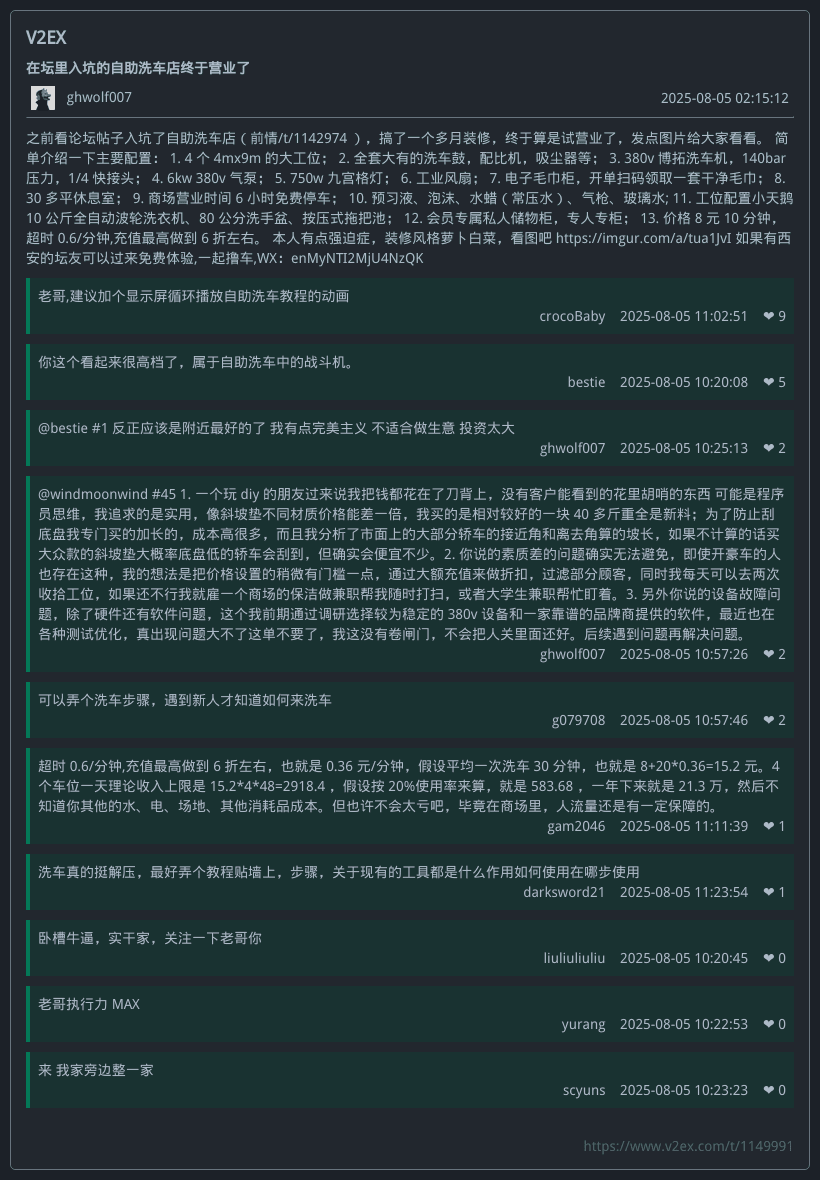 V2EX
在坛里入坑的自助洗车店终于营业了
ghwolf007 2025-08-05 02:15:12
之前看论坛帖子入坑了自助洗车店（前情/t/1142974 ），搞了一个多月装修，终于算是试营业了，发点图片给大家看看。 简
单介绍一下主要配置： 1. 4 个 4mx9m 的大工位； 2. 全套大有的洗车鼓，配比机，吸尘器等； 3. 380v 博拓洗车机，140bar
压力，1/4 快接头； 4. 6kw 380v 气泵； 5. 750w 九宫格灯； 6. 工业风扇； 7. 电子毛巾柜，开单扫码领取一套干净毛巾； 8.
30 多平休息室； 9. 商场营业时间 6 小时免费停车； 10. 预习液、泡沫、水蜡（常压水）、气枪、玻璃水; 11. 工位配置小天鹅
10 公斤全自动波轮洗衣机、80 公分洗手盆、按压式拖把池； 12. 会员专属私人储物柜，专人专柜； 13. 价格 8 元 10 分钟，
超时 0.6/分钟,充值最高做到 6 折左右。 本人有点强迫症，装修风格萝卜白菜，看图吧 https://imgur.com/a/tua1JvI 如果有西
安的坛友可以过来免费体验,一起撸车,WX：enMyNTI2MjU4NzQK
老哥,建议加个显示屏循环播放自助洗车教程的动画
crocoBaby 2025-08-05 11:02:51 ❤ 9
你这个看起来很高档了，属于自助洗车中的战斗机。
bestie 2025-08-05 10:20:08 ❤ 5
@bestie #1 反正应该是附近最好的了 我有点完美主义 不适合做生意 投资太大
ghwolf007 2025-08-05 10:25:13 ❤ 2
@windmoonwind #45 1. 一个玩 diy 的朋友过来说我把钱都花在了刀背上，没有客户能看到的花里胡哨的东西 可能是程序
员思维，我追求的是实用，像斜坡垫不同材质价格能差一倍，我买的是相对较好的一块 40 多斤重全是新料；为了防止刮
底盘我专门买的加长的，成本高很多，而且我分析了市面上的大部分轿车的接近角和离去角算的坡长，如果不计算的话买
大众款的斜坡垫大概率底盘低的轿车会刮到，但确实会便宜不少。2. 你说的素质差的问题确实无法避免，即使开豪车的人
也存在这种，我的想法是把价格设置的稍微有门槛一点，通过大额充值来做折扣，过滤部分顾客，同时我每天可以去两次
收拾工位，如果还不行我就雇一个商场的保洁做兼职帮我随时打扫，或者大学生兼职帮忙盯着。3. 另外你说的设备故障问
题，除了硬件还有软件问题，这个我前期通过调研选择较为稳定的 380v 设备和一家靠谱的品牌商提供的软件，最近也在
各种测试优化，真出现问题大不了这单不要了，我这没有卷闸门，不会把人关里面还好。后续遇到问题再解决问题。
ghwolf007 2025-08-05 10:57:26 ❤ 2
可以弄个洗车步骤，遇到新人才知道如何来洗车
g079708 2025-08-05 10:57:46 ❤ 2
超时 0.6/分钟,充值最高做到 6 折左右，也就是 0.36 元/分钟，假设平均一次洗车 30 分钟，也就是 8+20*0.36=15.2 元。4
个车位一天理论收入上限是 15.2*4*48=2918.4 ，假设按 20%使用率来算，就是 583.68 ，一年下来就是 21.3 万，然后不
知道你其他的水、电、场地、其他消耗品成本。但也许不会太亏吧，毕竟在商场里，人流量还是有一定保障的。
gam2046 2025-08-05 11:11:39 ❤ 1
洗车真的挺解压，最好弄个教程贴墙上，步骤，关于现有的工具都是什么作用如何使用在哪步使用
darksword21 2025-08-05 11:23:54 ❤ 1
卧槽牛逼，实干家，关注一下老哥你
liuliuliuliu 2025-08-05 10:20:45 ❤ 0
老哥执行力 MAX
yurang 2025-08-05 10:22:53 ❤ 0
来 我家旁边整一家
scyuns 2025-08-05 10:23:23 ❤ 0
https://www.v2ex.com/t/1149991